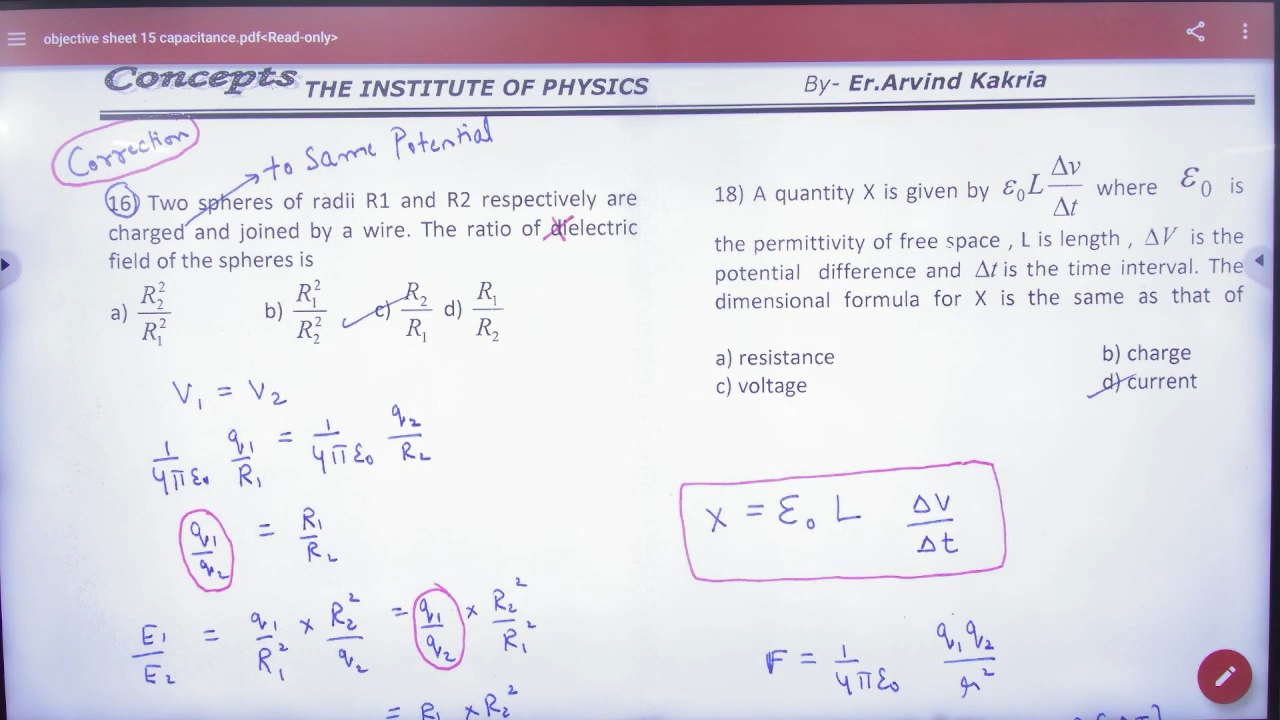 objective sheet 15 capacitance.pdf<Read-only>
Concepts THE INSTITUTE OF PHYSICS By- Er.Arvind Kakria
Correction
to Same Potential
16) Two spheres of radii R1 and R2 respectively are
charged and joined by a wire. The ratio of dielectric
field of the spheres is
a) R₂²/R₁² b) R₁²/R₂² c) R₂/R₁ d) R₁/R₂
V₁ = V₂
1/4πε₀ q₁/R₁ = 1/4πε₀ q₂/R₂
q₁/q₂ = R₁/R₂
E₁/E₂ = q₁/R₁² × R₂²/q₂ = q₁/q₂ × R₂²/R₁²
= R₁ × R₂²
18) A quantity X is given by ε₀L Δv/Δt where ε₀ is
the permittivity of free space , L is length , ΔV is the
potential difference and Δt is the time interval. The
dimensional formula for X is the same as that of
a) resistance b) charge
c) voltage d) current
X = ε₀ L ΔV/Δt
F = 1/4πε₀ q₁q₂/r²